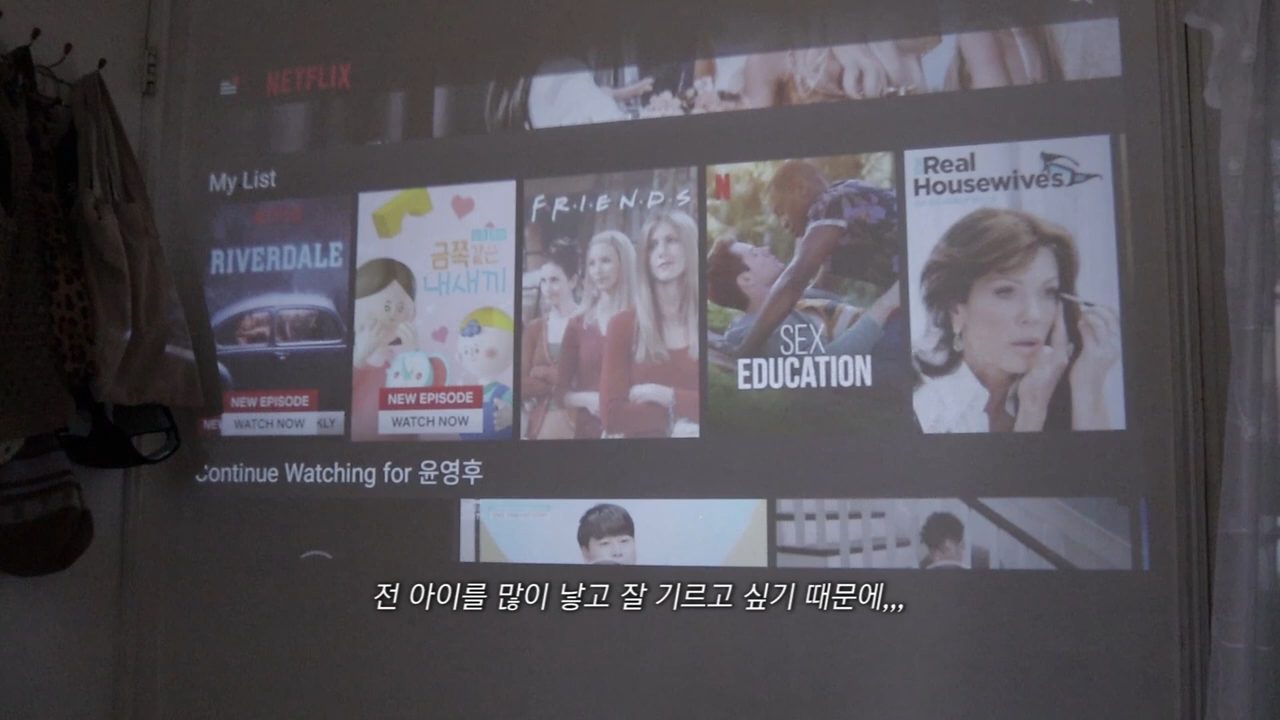 NETFLIX
My List
RIVERDALE
NEW EPISODE
WATCH NOW
KLY
금쪽같은
내새끼
NEW EPISODE
WATCH NOW
F·R·I·E·N·D·S
N
SEX
EDUCATION
Real
Housewives
Continue Watching for 윤영후
전 아이를 많이 낳고 잘 기르고 싶기 때문에,,,